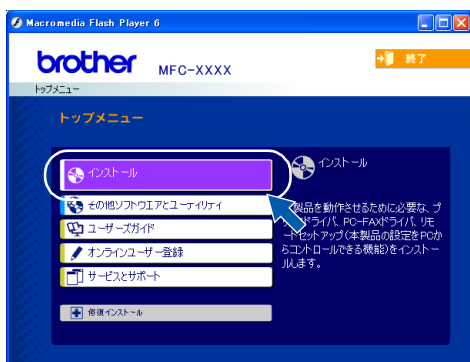 Macromedia Flash Player 6
brother MFC-XXXX
終了
トップメニュー
トップメニュー
インストール
その他ソフトウエアとユーティリティ
ユーザーズガイド
オンラインユーザー登録
サービスとサポート
修復インストール
インストール
製品を動作させるために必要な、プ
ドライバ、PC-FAXドライバ、リモ
ートセットアップ(本製品の設定をPCか
らコントロールできる機能)をインストー
ルします。